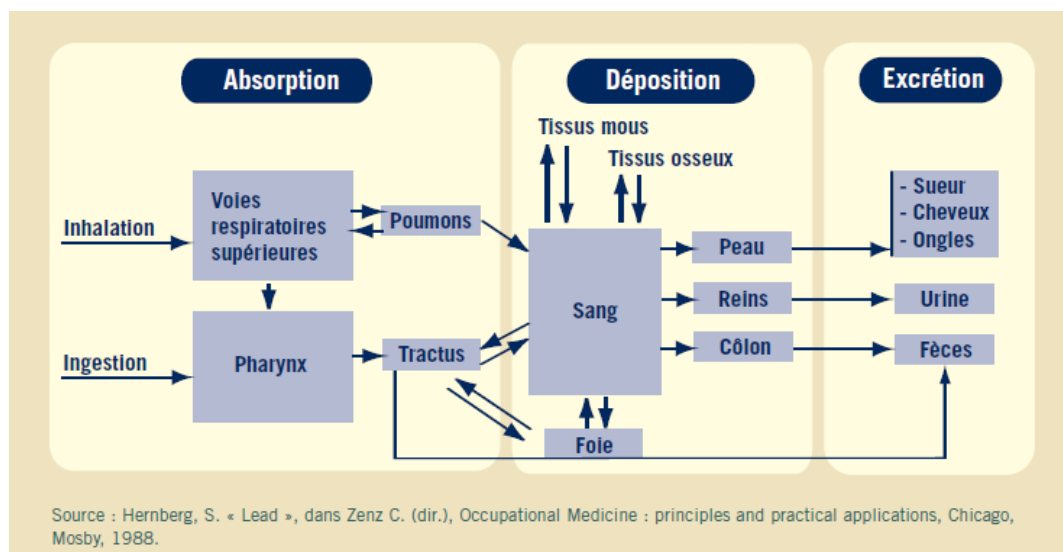 Absorption
Déposition
Excrétion
Tissus mous
Tissus osseux
Inhalation
Voies
respiratoires
supérieures
Poumons
Peau
- Sueur
- Cheveux
- Ongles
Sang
Reins
Urine
Ingestion
Pharynx
Tractus
Côlon
Fèces
Foie
Source : Hernberg, S. « Lead », dans Zenz C. (dir.), Occupational Medicine : principles and practical applications, Chicago,
Mosby, 1988.